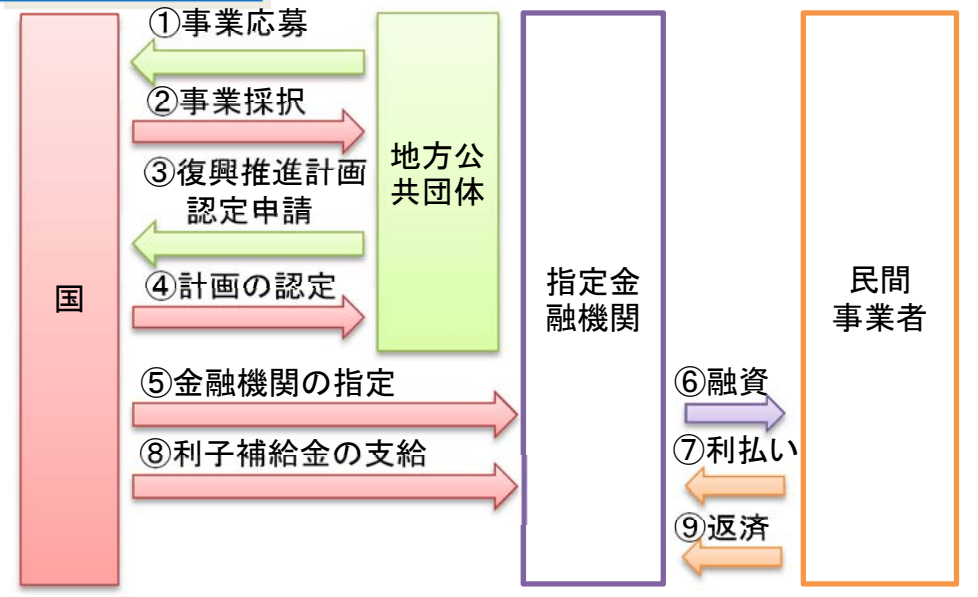 ①事業応募
②事業採択
③復興推進計画
認定申請
④計画の認定
国
地方公
共団体
指定金
融機関
民間
事業者
⑤金融機関の指定
⑥融資
⑧利子補給金の支給
⑦利払い
⑨返済